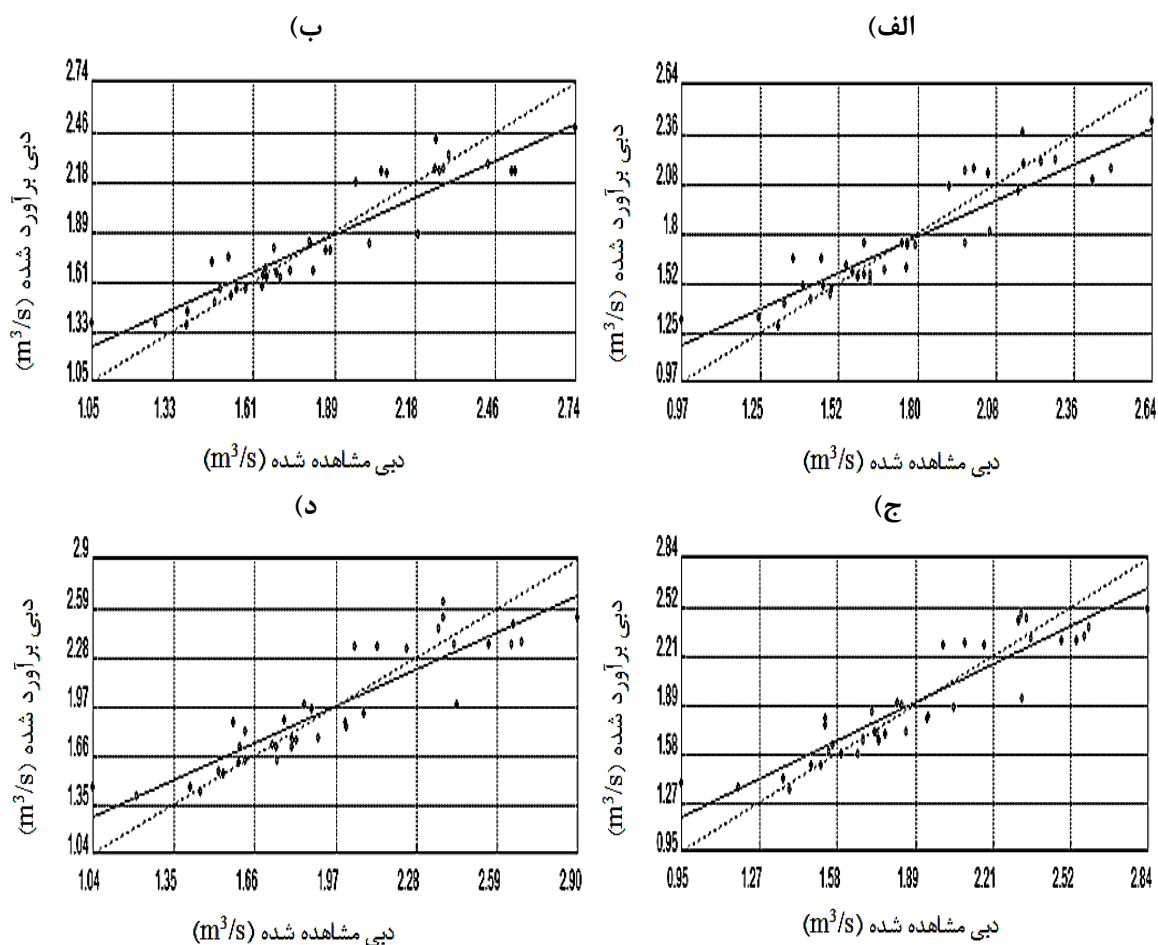 الف)
2.64
2.36
2.08
1.8
1.52
1.25
0.97
0.97 1.25 1.52 1.80 2.08 2.36 2.64
دبی برآورد شده (m³/s)
دبی مشاهده شده (m³/s)
ب)
2.74
2.46
2.18
1.89
1.61
1.33
1.05
1.05 1.33 1.61 1.89 2.18 2.46 2.74
دبی برآورد شده (m³/s)
دبی مشاهده شده (m³/s)
ج)
2.84
2.52
2.21
1.89
1.58
1.27
0.95
0.95 1.27 1.58 1.89 2.21 2.52 2.84
دبی برآورد شده (m³/s)
دبی مشاهده شده (m³/s)
د)
2.9
2.59
2.28
1.97
1.66
1.35
1.04
1.04 1.35 1.66 1.97 2.28 2.59 2.90
دبی برآورد شده (m³/s)
دبی مشاهده شده (m³/s)